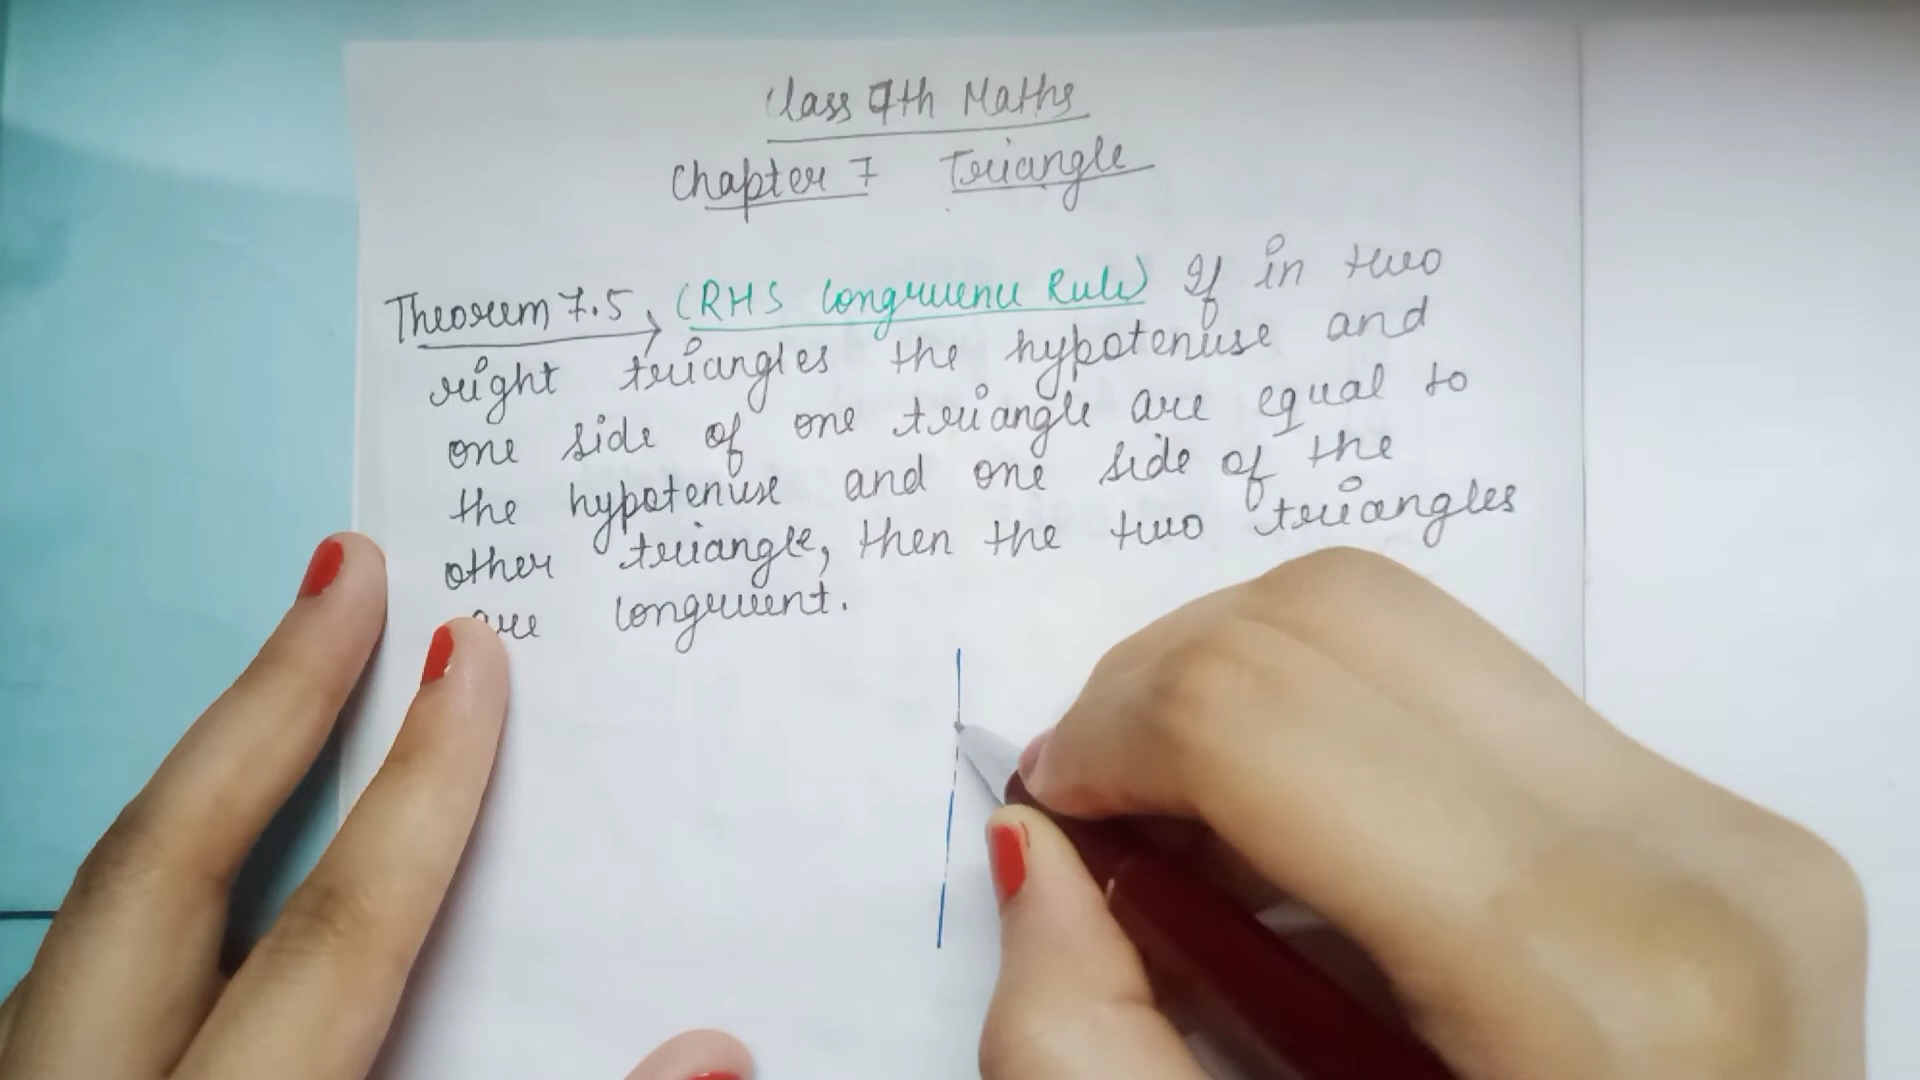 Class 9th Maths
Chapter 7 Triangle
Theorem 7.5, (RHS Congruence Rule) If in two
right triangles the hypotenuse and
one side of one triangle are equal to
the hypotenuse and one side of the
other triangle, then the two triangles
are congruent.